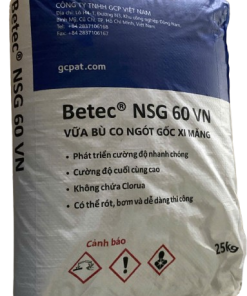 CÔNG TY TNHH GCP VIỆT NAM
gcpat.com
Betec® NSG 60 VN
VỮA BÙ CO NGÓT GỐC XI MĂNG
• Phát triển cường độ nhanh chóng
• Cường độ cuối cùng cao
• Không chứa Clorua
• Có thể rót, bơm và dễ dàng thi công
Cảnh báo
25Kg
Betec® NSG 60 VN